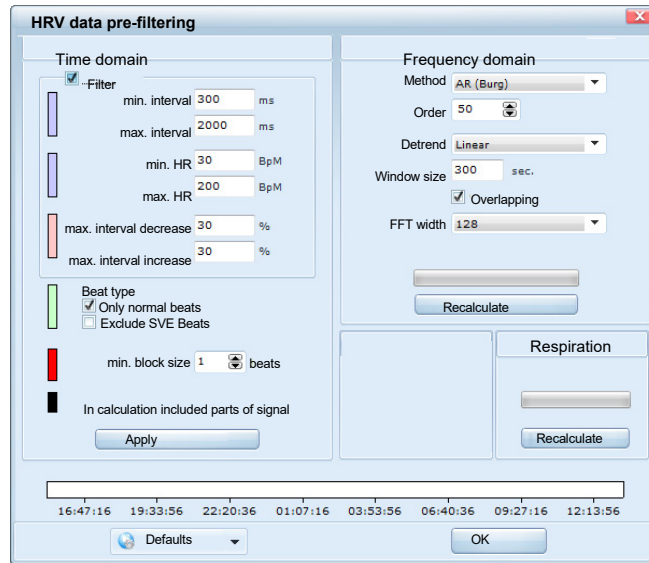 HRV data pre-filtering
Time domain
Filter
min. interval 300 ms
max. interval 2000 ms
min. HR 30 BpM
max. HR 200 BpM
max. interval decrease 30 %
max. interval increase 30 %
Beat type
Only normal beats
Exclude SVE Beats
min. block size 1 beats
In calculation included parts of signal
Apply
Frequency domain
Method AR (Burg)
Order 50
Detrend Linear
Window size 300 sec.
Overlapping
FFT width 128
Recalculate
Respiration
Recalculate
16:47:16 19:33:56 22:20:36 01:07:16 03:53:56 06:40:36 09:27:16 12:13:56
Defaults
OK